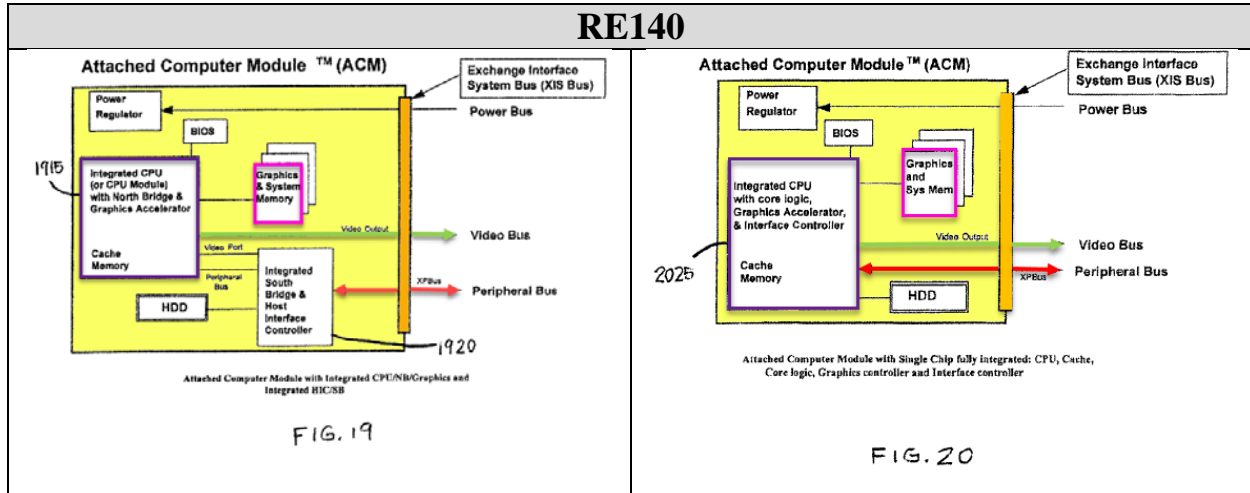 RE140
Attached Computer Module ™ (ACM)
Exchange Interface
System Bus (XIS Bus)
Power
Regulator
Power Bus
BIOS
1915
Integrated CPU
(or CPU Module)
with North Bridge &
Graphics Accelerator
Graphics
& System
Memory
Video Output
Video Bus
Cache
Memory
Video Port
Peripheral
Bus
Integrated
South
Bridge &
Host
Interface
Controller
XPBus
Peripheral Bus
HDD
1920
Attached Computer Module with Integrated CPU/NB/Graphics and
Integrated HIC/SB
FIG. 19
Attached Computer Module™ (ACM)
Exchange Interface
System Bus (XIS Bus)
Power
Regulator
Power Bus
BIOS
Integrated CPU
with core logic,
Graphics Accelerator,
& Interface Controller
Graphics
and
Sys Mem
Video Output
Video Bus
2025
Cache
Memory
XPBus
Peripheral Bus
HDD
Attached Computer Module with Single Chip fully integrated: CPU, Cache,
Core logic, Graphics controller and Interface controller
FIG. 20